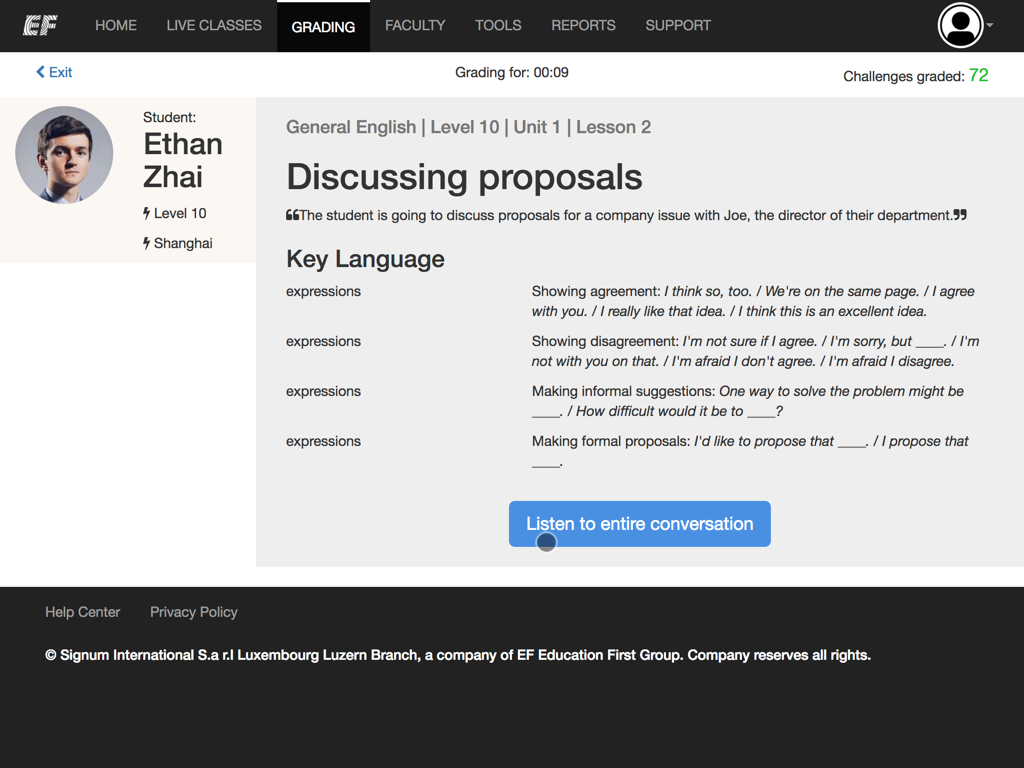 EF HOME LIVE CLASSES GRADING FACULTY TOOLS REPORTS SUPPORT
Exit Grading for: 00:09 Challenges graded: 72
Student:
Ethan
Zhai
Level 10
Shanghai
General English | Level 10 | Unit 1 | Lesson 2
Discussing proposals
❝The student is going to discuss proposals for a company issue with Joe, the director of their department.❞
Key Language
expressions Showing agreement: I think so, too. / We're on the same page. / I agree
with you. / I really like that idea. / I think this is an excellent idea.
expressions Showing disagreement: I'm not sure if I agree. / I'm sorry, but ____. / I'm
not with you on that. / I'm afraid I don't agree. / I'm afraid I disagree.
expressions Making informal suggestions: One way to solve the problem might be
____. / How difficult would it be to ____?
expressions Making formal proposals: I'd like to propose that ____. / I propose that
____.
Listen to entire conversation
Help Center Privacy Policy
© Signum International S.a r.l Luxembourg Luzern Branch, a company of EF Education First Group. Company reserves all rights.